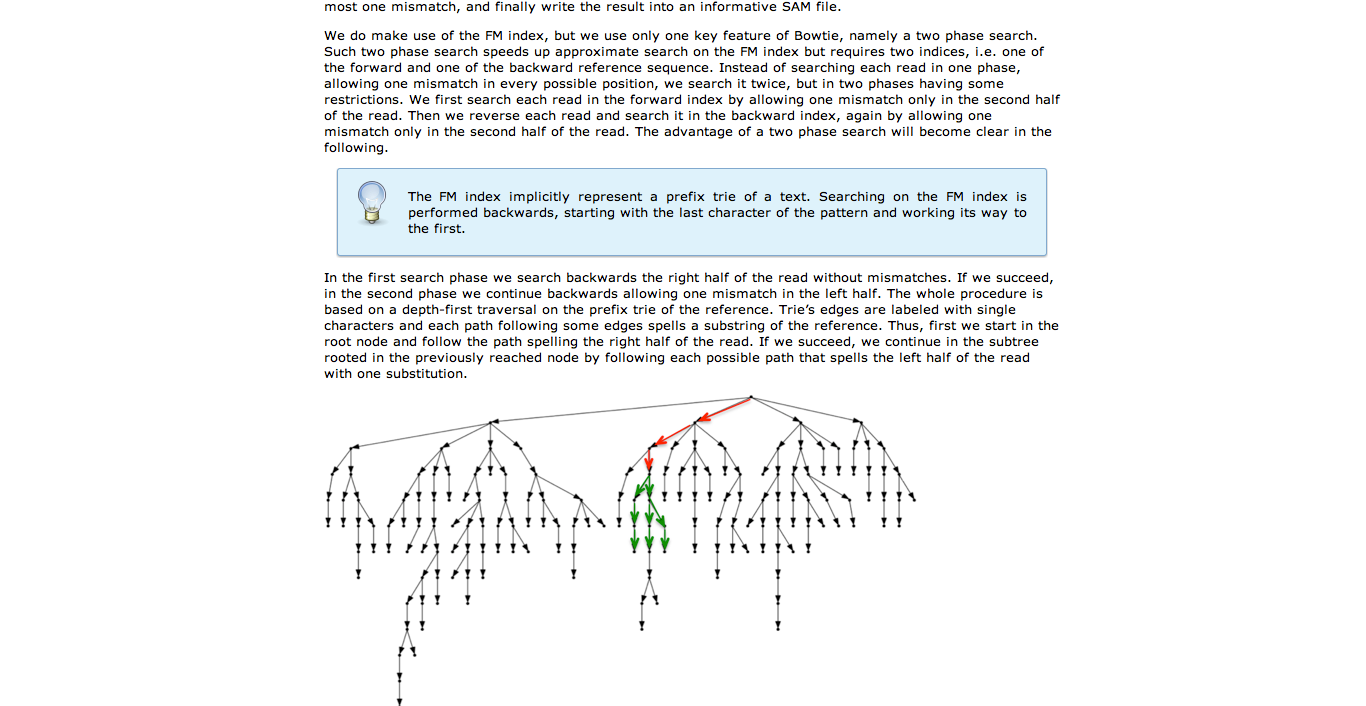 most one mismatch, and finally write the result into an informative SAM file.
We do make use of the FM index, but we use only one key feature of Bowtie, namely a two phase search.
Such two phase search speeds up approximate search on the FM index but requires two indices, i.e. one of
the forward and one of the backward reference sequence. Instead of searching each read in one phase,
allowing one mismatch in every possible position, we search it twice, but in two phases having some
restrictions. We first search each read in the forward index by allowing one mismatch only in the second half
of the read. Then we reverse each read and search it in the backward index, again by allowing one
mismatch only in the second half of the read. The advantage of a two phase search will become clear in the
following.
The FM index implicitly represent a prefix trie of a text. Searching on the FM index is
performed backwards, starting with the last character of the pattern and working its way to
the first.
In the first search phase we search backwards the right half of the read without mismatches. If we succeed,
in the second phase we continue backwards allowing one mismatch in the left half. The whole procedure is
based on a depth-first traversal on the prefix trie of the reference. Trie’s edges are labeled with single
characters and each path following some edges spells a substring of the reference. Thus, first we start in the
root node and follow the path spelling the right half of the read. If we succeed, we continue in the subtree
rooted in the previously reached node by following each possible path that spells the left half of the read
with one substitution.